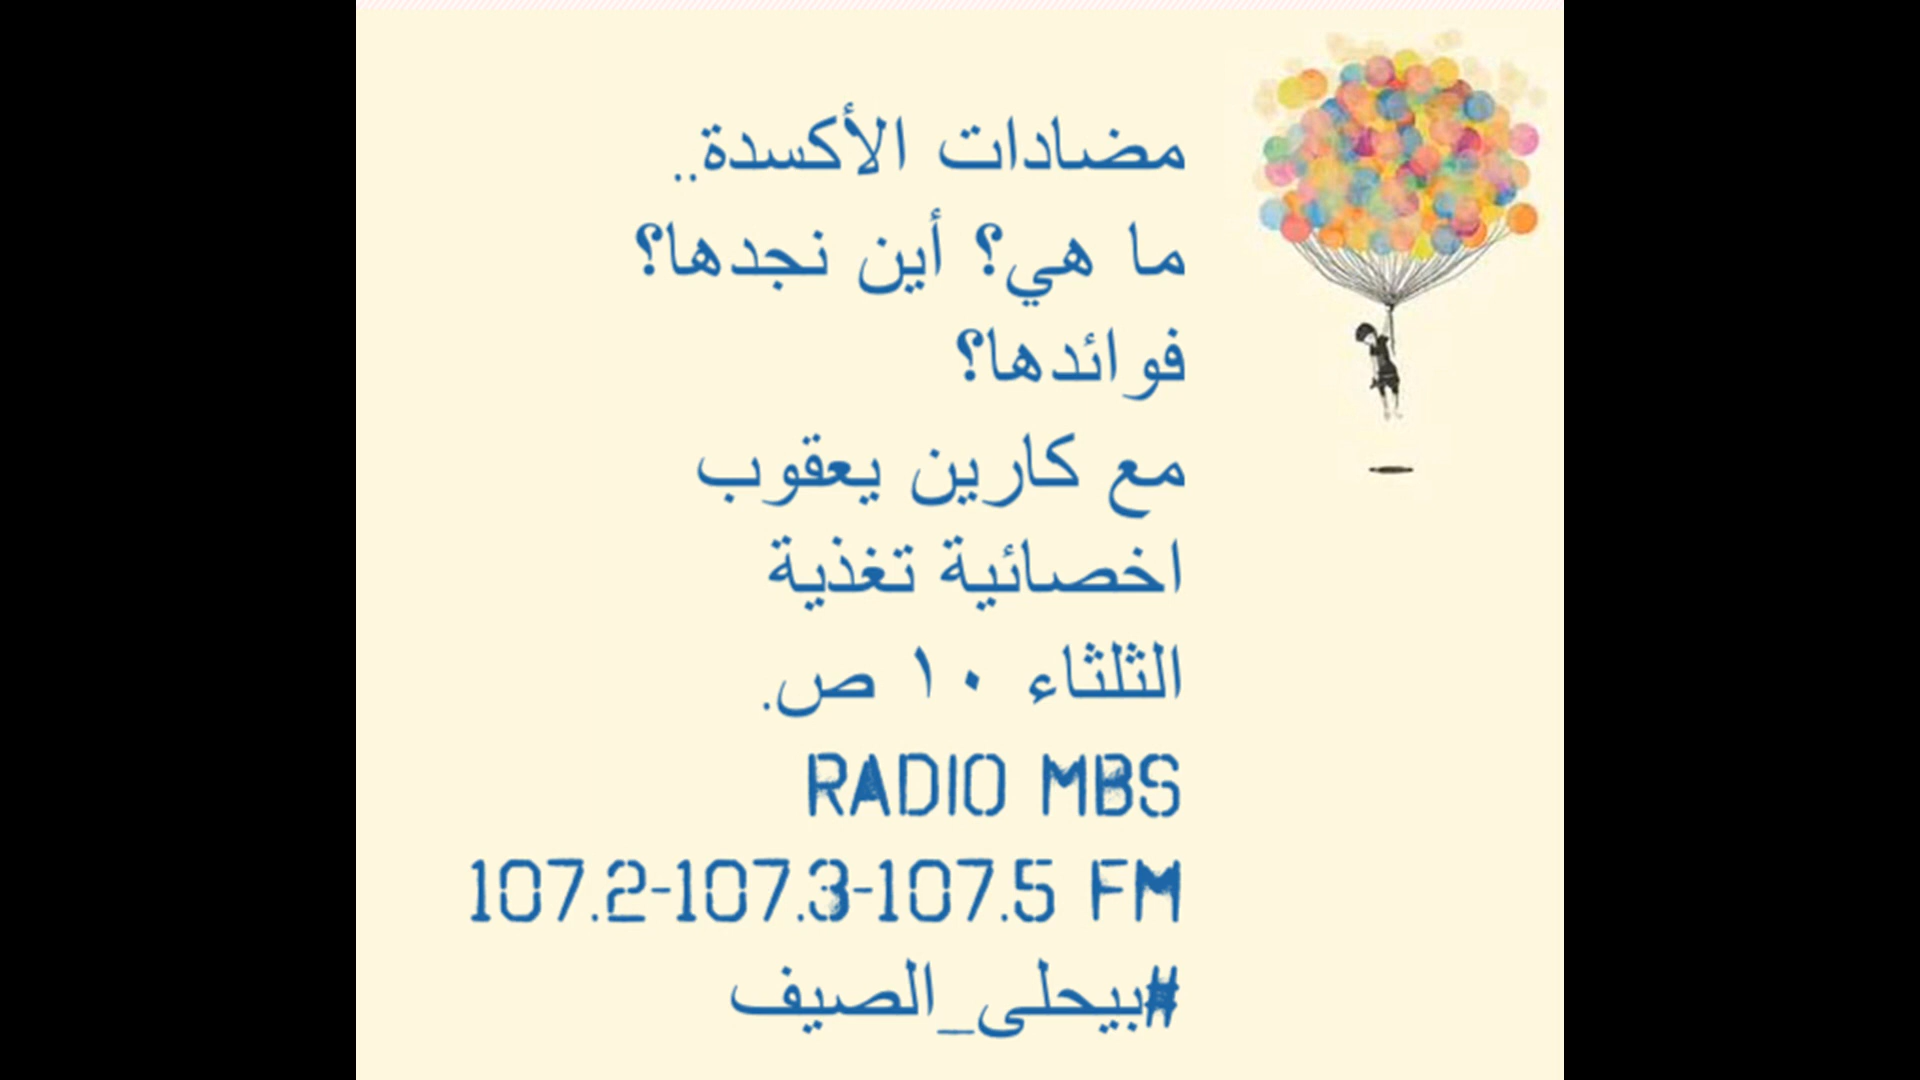 مضادات الأكسدة..
ما هي؟ أين نجدها؟
فوائدها؟
مع كارين يعقوب
اخصائية تغذية
الثلثاء ١٠ ص.
RADIO MBS
107.2-107.3-107.5 FM
#بيحلى_الصيف